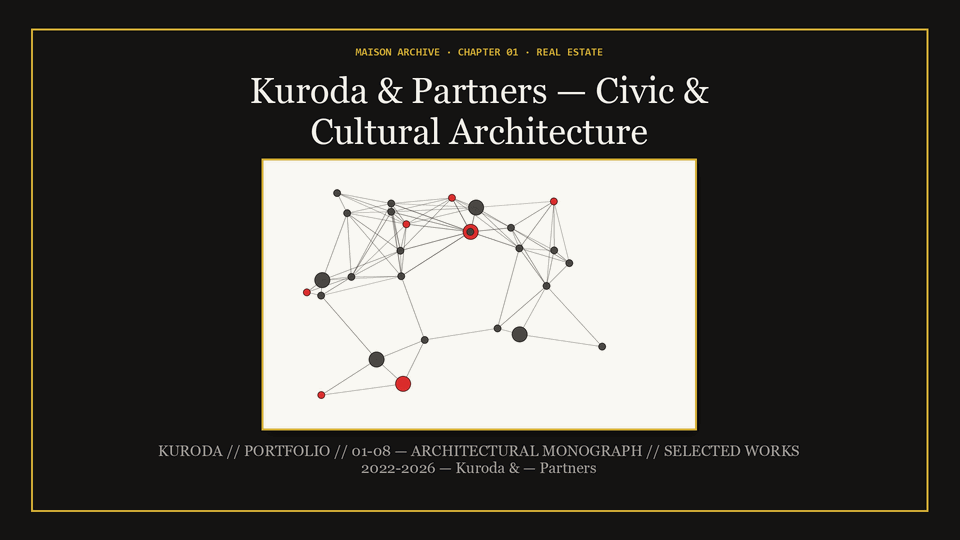 MAISON ARCHIVE · CHAPTER 01 · REAL ESTATE
Kuroda & Partners — Civic &
Cultural Architecture
KURODA // PORTFOLIO // 01-08 — ARCHITECTURAL MONOGRAPH // SELECTED WORKS
2022-2026 — Kuroda & — Partners